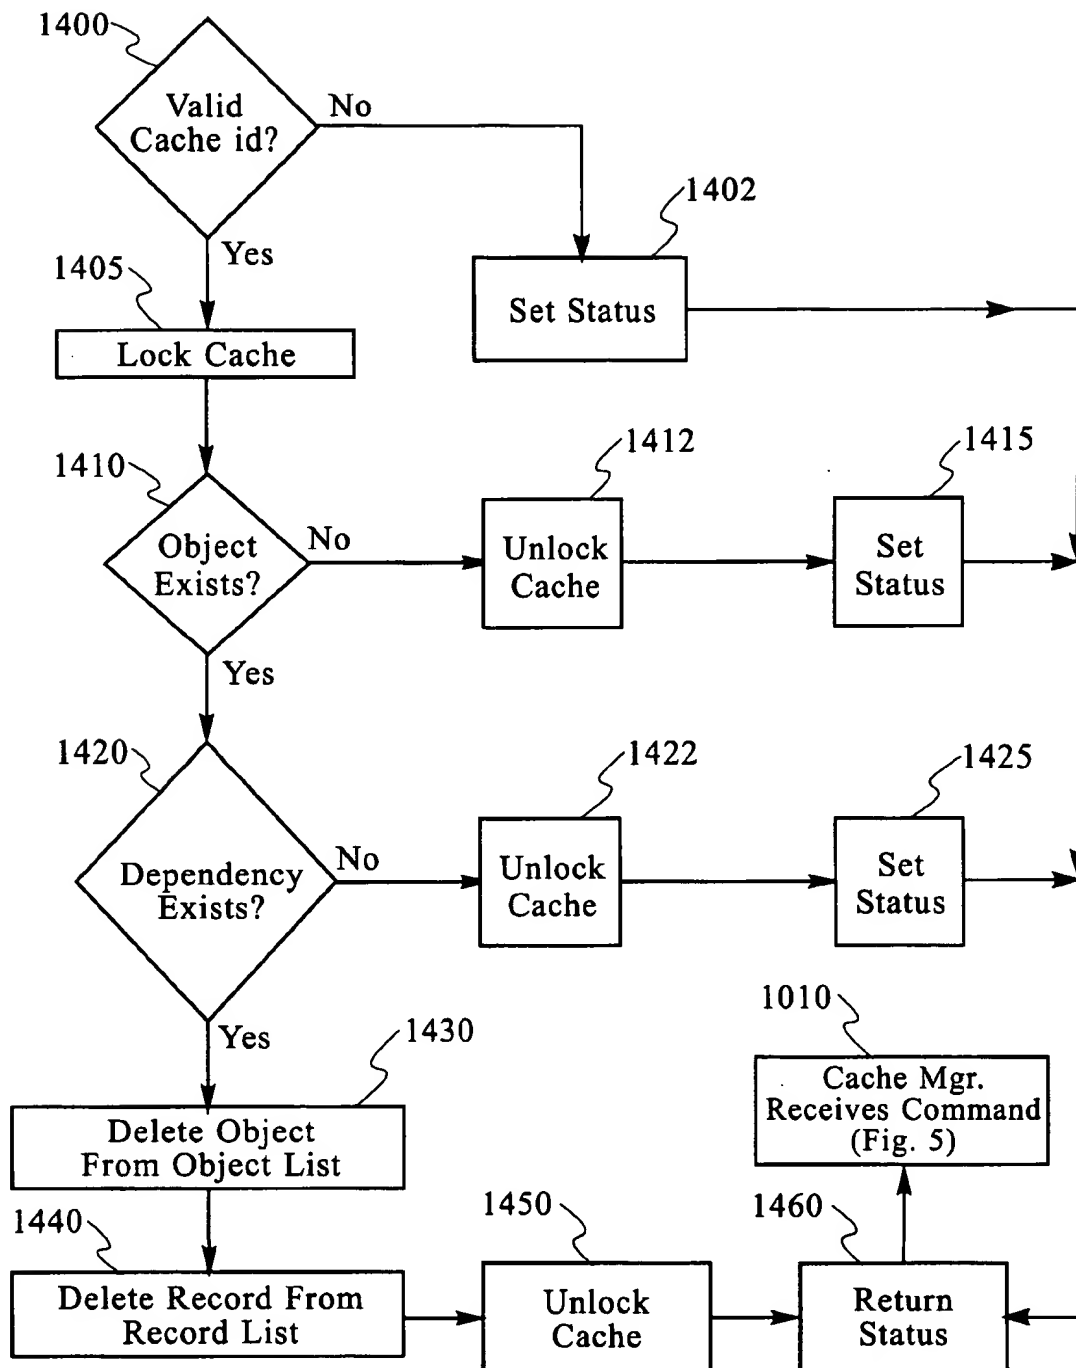 1400
Valid
Cache id?
No
1402
Yes
Set Status
1405
Lock Cache
1410
Object
Exists?
No
1412
Unlock
Cache
1415
Set
Status
Yes
1420
Dependency
Exists?
No
1422
Unlock
Cache
1425
Set
Status
Yes
1430
Delete Object
From Object List
1010
Cache Mgr.
Receives Command
(Fig. 5)
1440
Delete Record From
Record List
1450
Unlock
Cache
1460
Return
Status